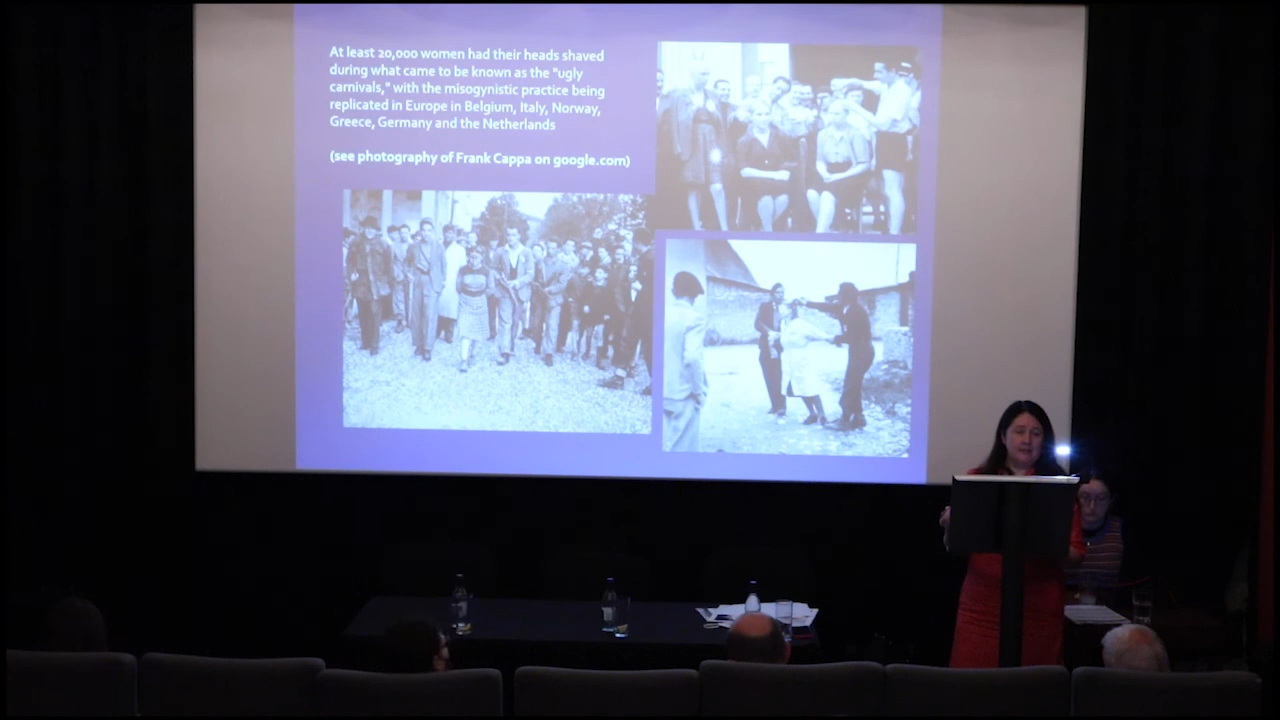 At least 20,000 women had their heads shaved
during what came to be known as the "ugly
carnivals," with the misogynistic practice being
replicated in Europe in Belgium, Italy, Norway,
Greece, Germany and the Netherlands
(see photography of Frank Cappa on google.com)